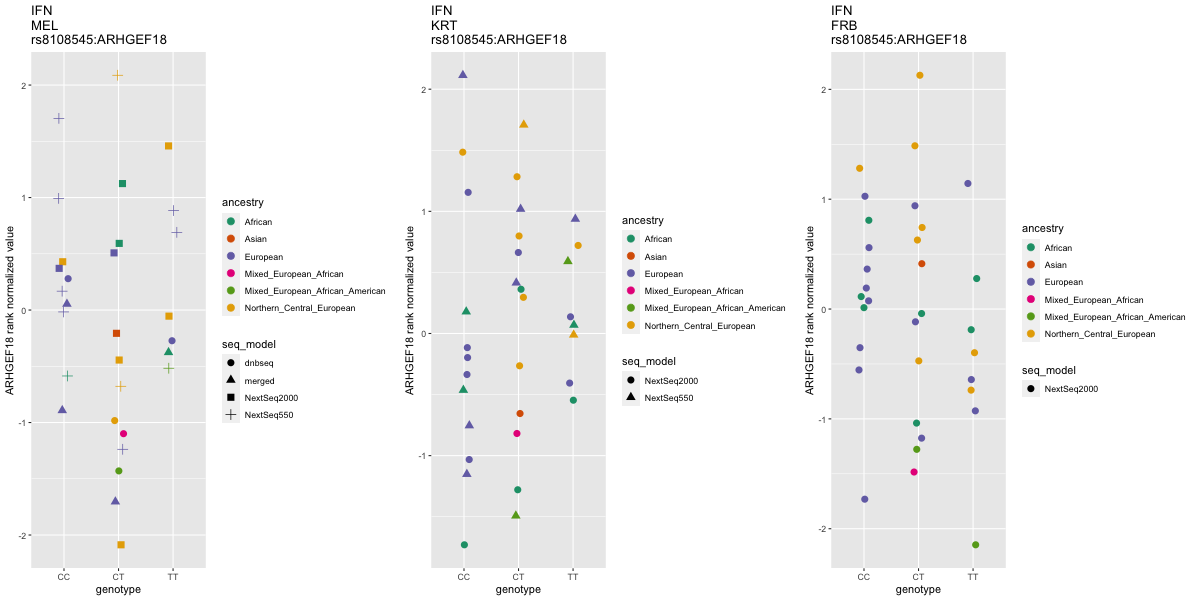 IFN
MEL
rs8108545:ARHGEF18
ARHGEF18 rank normalized value
2
1
0
-1
-2
CC
CT
TT
genotype
ancestry
African
Asian
European
Mixed_European_African
Mixed_European_African_American
Northern_Central_European
seq_model
dnbseq
merged
NextSeq2000
NextSeq550
IFN
KRT
rs8108545:ARHGEF18
ARHGEF18 rank normalized value
2
1
0
-1
CC
CT
TT
genotype
ancestry
African
Asian
European
Mixed_European_African
Mixed_European_African_American
Northern_Central_European
seq_model
NextSeq2000
NextSeq550
IFN
FRB
rs8108545:ARHGEF18
ARHGEF18 rank normalized value
2
1
0
-1
-2
CC
CT
TT
genotype
ancestry
African
Asian
European
Mixed_European_African
Mixed_European_African_American
Northern_Central_European
seq_model
NextSeq2000